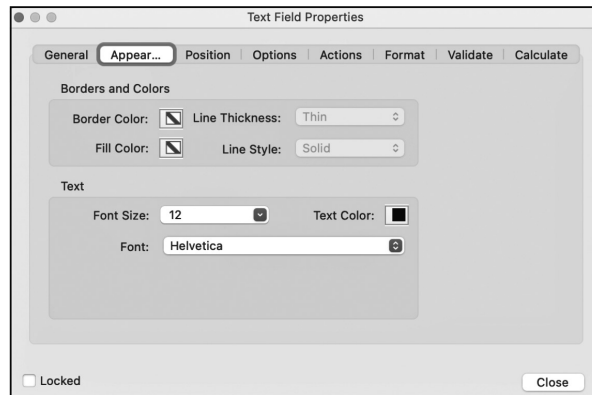 Text Field Properties
General Appear... Position Options Actions Format Validate Calculate
Borders and Colors
Border Color: Line Thickness: Thin
Fill Color: Line Style: Solid
Text
Font Size: 12 Text Color:
Font: Helvetica
Locked Close